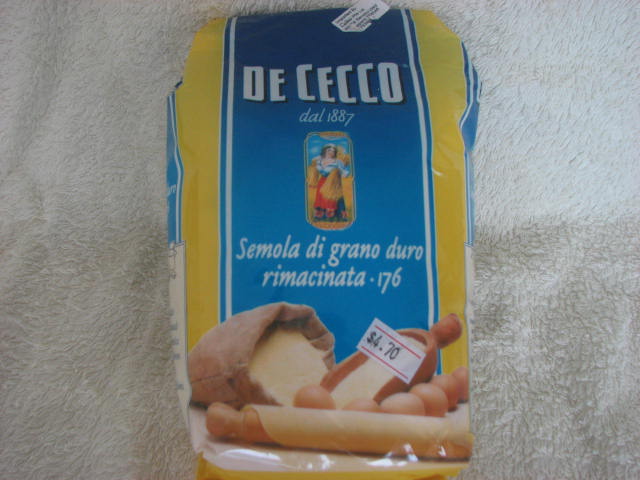 DE CECCO
dal 1887
Semola di grano duro
rimacinata · 176
$4.70